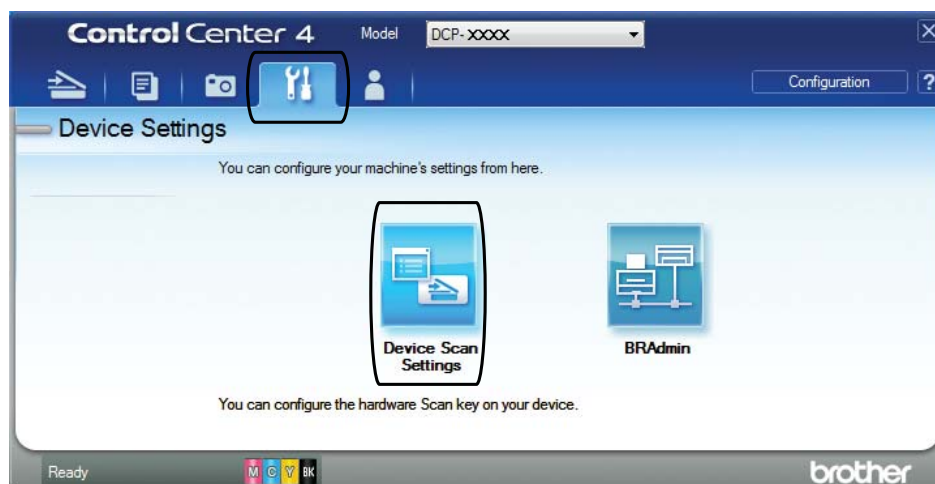 Control Center 4 Model DCP-XXXX
Configuration ?
Device Settings
You can configure your machine's settings from here.
Device Scan
Settings
BRAdmin
You can configure the hardware Scan key on your device.
Ready M C Y BK brother